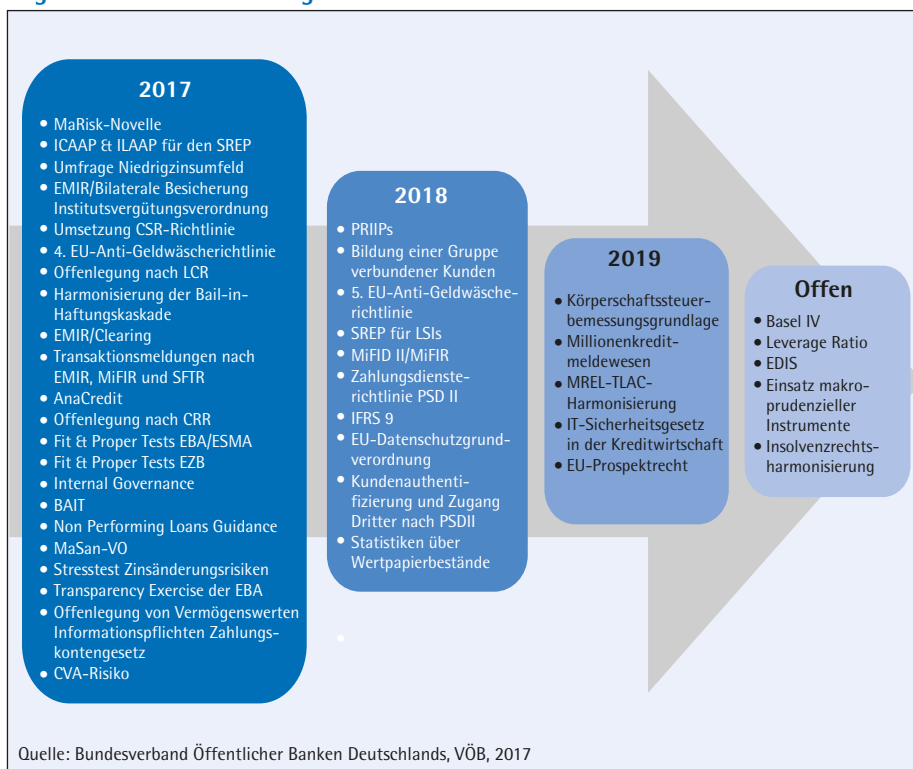 2017
• MaRisk-Novelle
• ICAAP & ILAAP für den SREP
• Umfrage Niedrigzinsumfeld
• EMIR/Bilaterale Besicherung
Institutsvergütungsverordnung
• Umsetzung CSR-Richtlinie
• 4. EU-Anti-Geldwäscherichtlinie
• Offenlegung nach LCR
• Harmonisierung der Bail-in-
Haftungskaskade
• EMIR/Clearing
• Transaktionsmeldungen nach
EMIR, MiFIR und SFTR
• AnaCredit
• Offenlegung nach CRR
• Fit & Proper Tests EBA/ESMA
• Fit & Proper Tests EZB
• Internal Governance
• BAIT
• Non Performing Loans Guidance
• MaSan-VO
• Stresstest Zinsänderungsrisiken
• Transparency Exercise der EBA
• Offenlegung von Vermögenswerten
Informationspflichten Zahlungs-
kontengesetz
• CVA-Risiko
2018
• PRIIPs
• Bildung einer Gruppe
verbundener Kunden
• 5. EU-Anti-Geldwäsche-
richtlinie
• SREP für LSIs
• MiFID II/MiFIR
• Zahlungsdienste-
richtlinie PSD II
• IFRS 9
• EU-Datenschutzgrund-
verordnung
• Kundenauthenti-
fizierung und Zugang
Dritter nach PSDII
• Statistiken über
Wertpapierbestände
•
2019
• Körperschaftssteuer-
bemessungsgrundlage
• Millionenkredit-
meldewesen
• MREL-TLAC-
Harmonisierung
• IT-Sicherheitsgesetz
in der Kreditwirtschaft
• EU-Prospektrecht
Offen
• Basel IV
• Leverage Ratio
• EDIS
• Einsatz makro-
prudenzieller
Instrumente
• Insolvenzrechts-
harmonisierung
Quelle: Bundesverband Öffentlicher Banken Deutschlands, VÖB, 2017